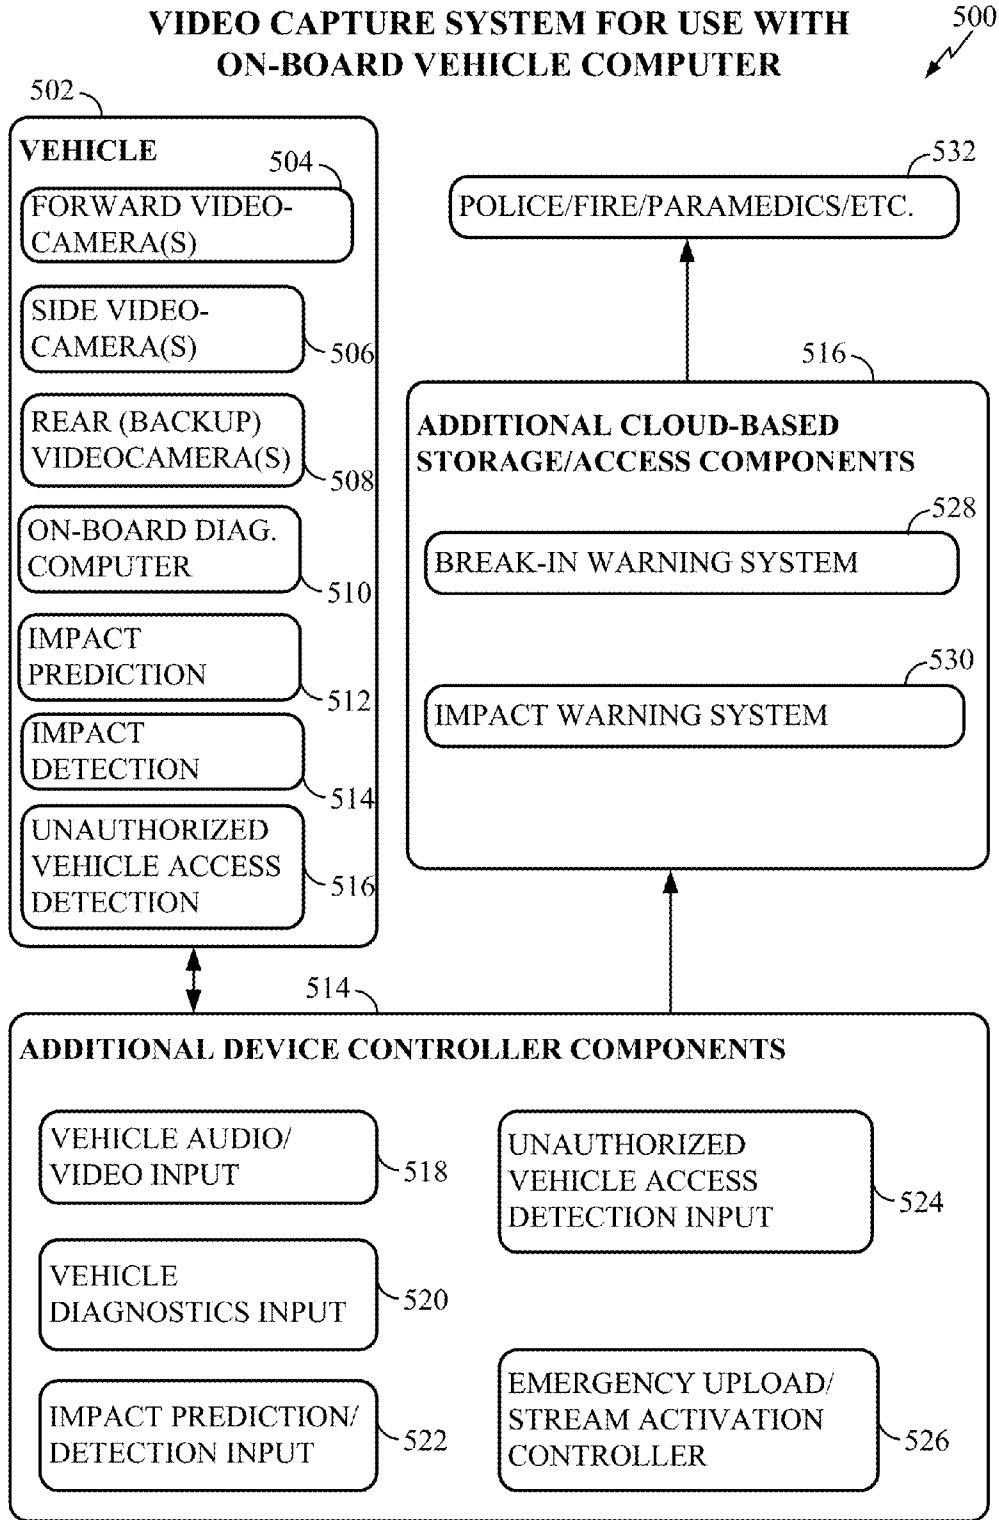 VIDEO CAPTURE SYSTEM FOR USE WITH
ON-BOARD VEHICLE COMPUTER
500
502
VEHICLE
504
FORWARD VIDEO-
CAMERA(S)
SIDE VIDEO-
CAMERA(S)
506
REAR (BACKUP)
VIDEOCAMERA(S)
508
ON-BOARD DIAG.
COMPUTER
510
IMPACT
PREDICTION
512
IMPACT
DETECTION
514
UNAUTHORIZED
VEHICLE ACCESS
DETECTION
516
532
POLICE/FIRE/PARAMEDICS/ETC.
516
ADDITIONAL CLOUD-BASED
STORAGE/ACCESS COMPONENTS
528
BREAK-IN WARNING SYSTEM
530
IMPACT WARNING SYSTEM
514
ADDITIONAL DEVICE CONTROLLER COMPONENTS
VEHICLE AUDIO/
VIDEO INPUT
518
VEHICLE
DIAGNOSTICS INPUT
520
IMPACT PREDICTION/
DETECTION INPUT
522
UNAUTHORIZED
VEHICLE ACCESS
DETECTION INPUT
524
EMERGENCY UPLOAD/
STREAM ACTIVATION
CONTROLLER
526